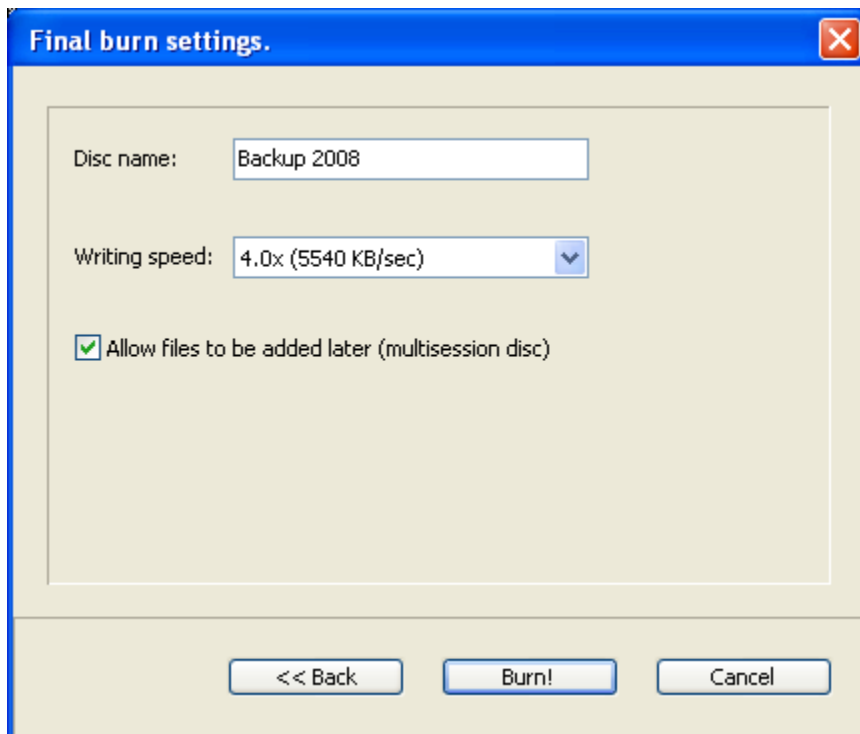 Final burn settings.
Disc name: Backup 2008
Writing speed: 4.0x (5540 KB/sec)
Allow files to be added later (multisession disc)
<< Back Burn! Cancel